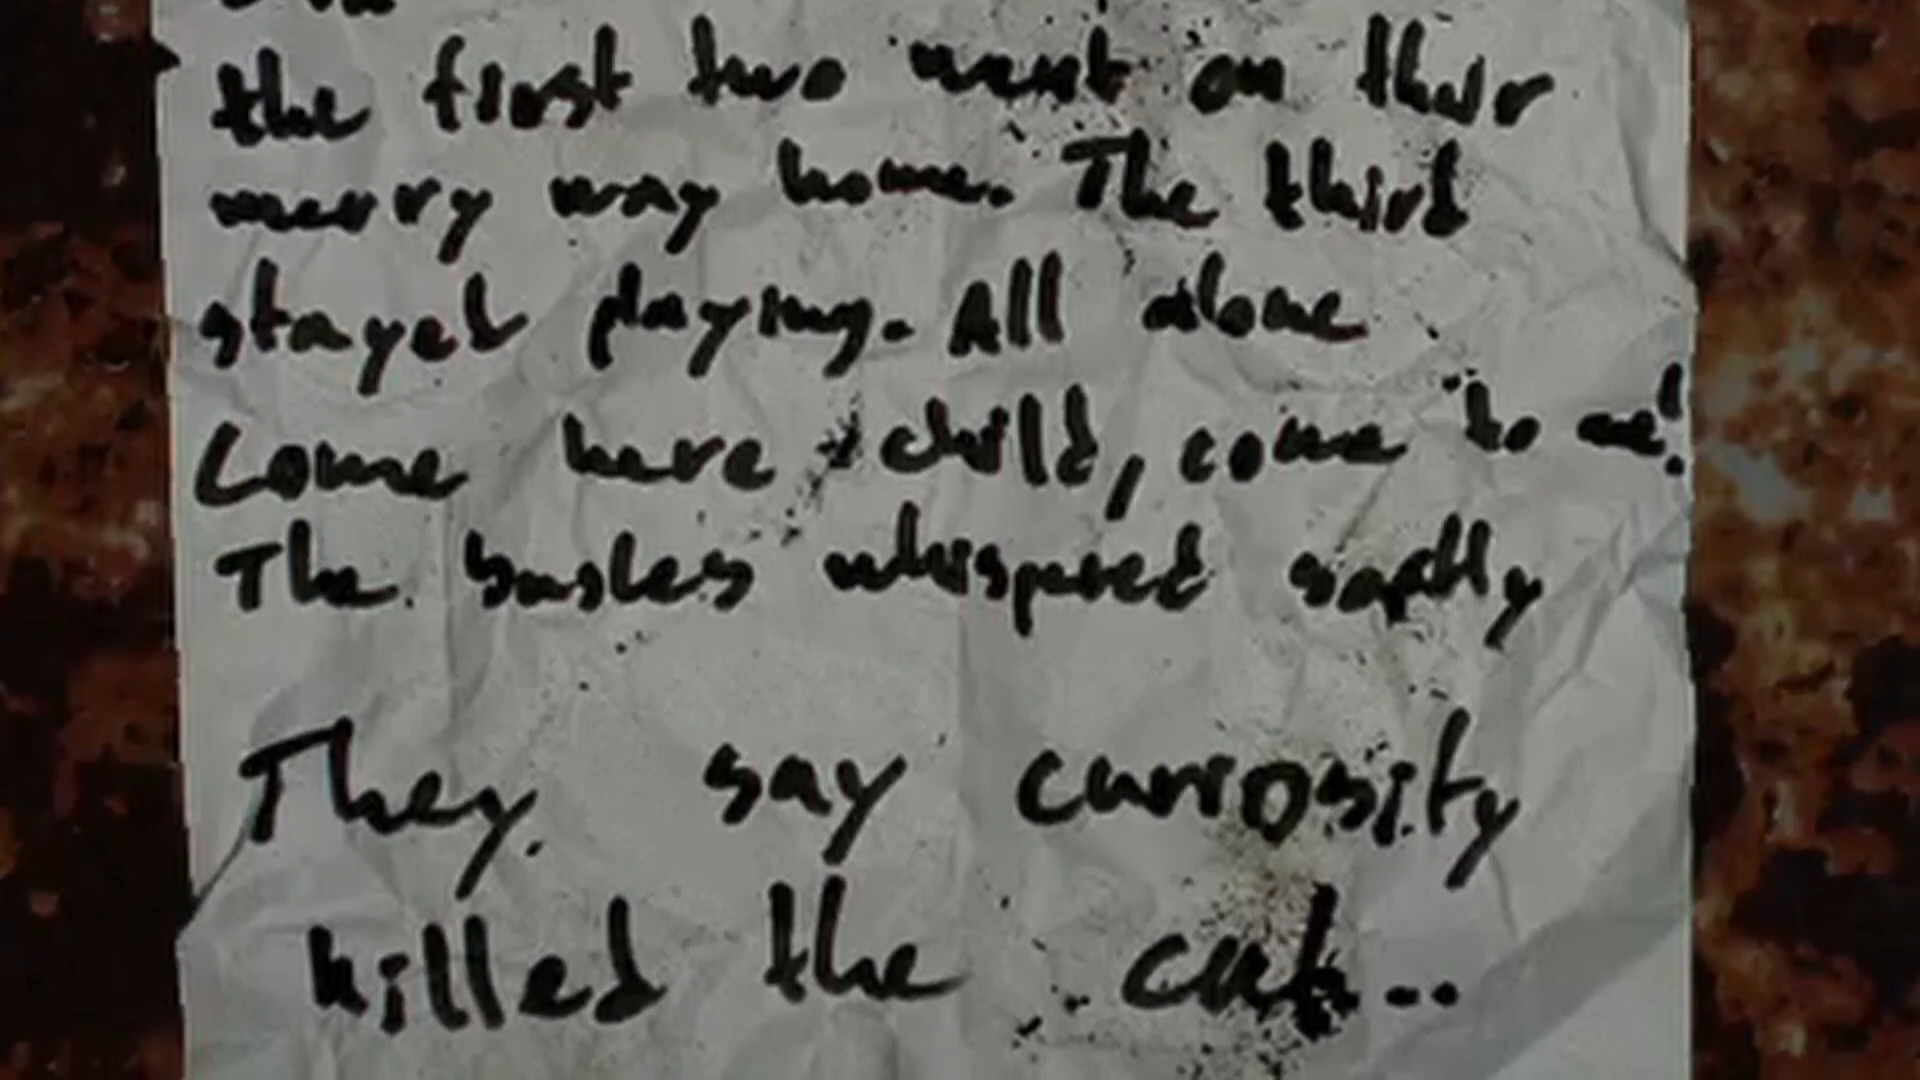 the first two went on their
merry way home. The third
stayed playing. All alone
Come here child, come to me!
The bushes whispered softly
They say curiosity
killed the cat..